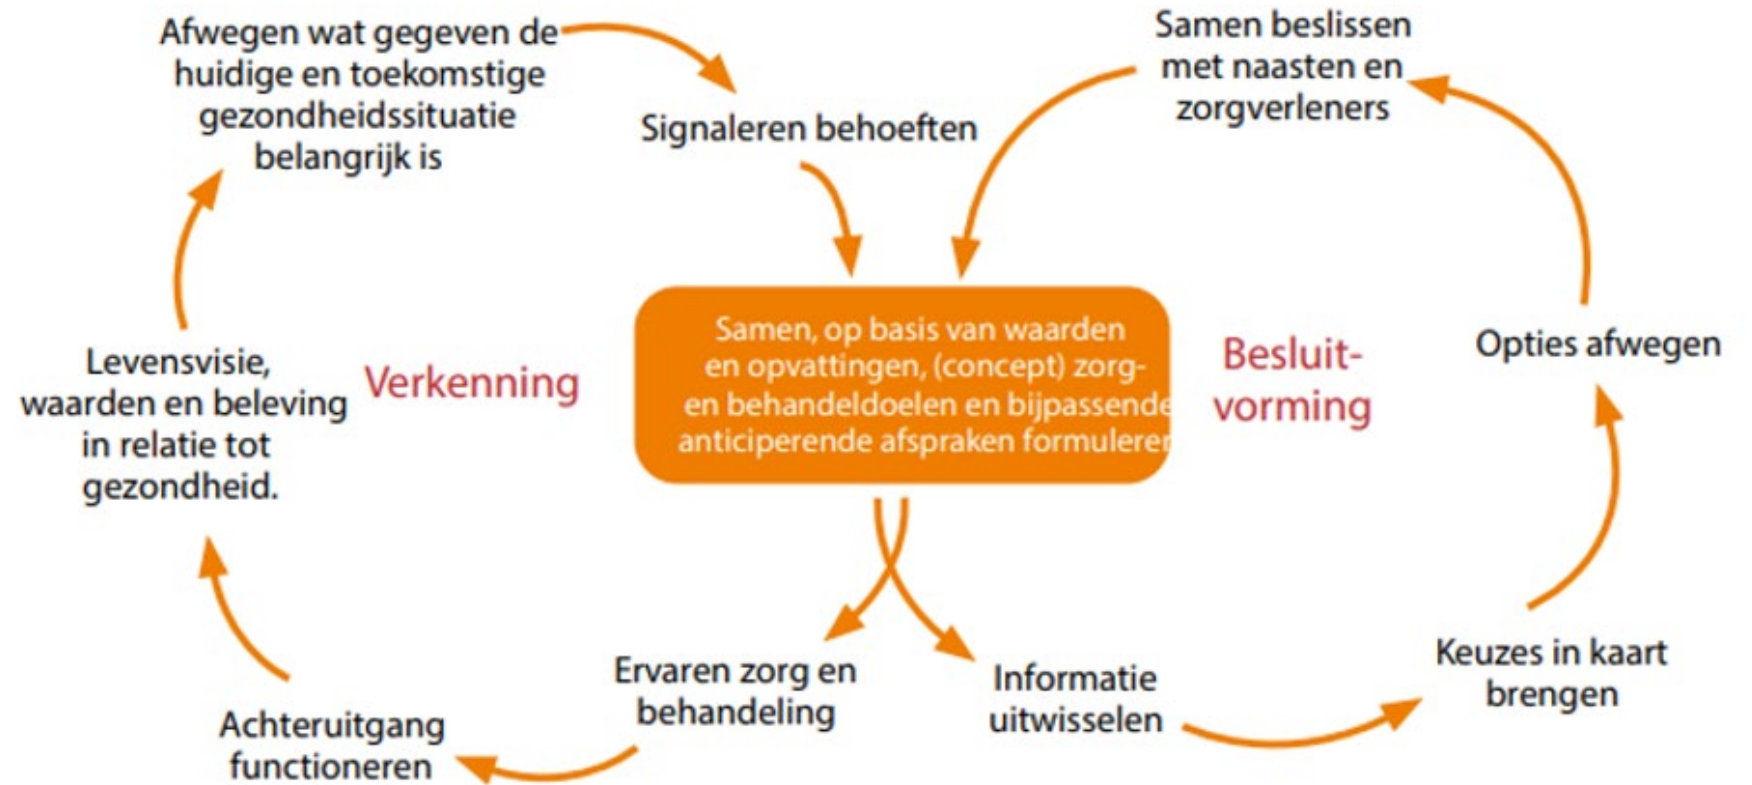 Afwegen wat gegeven de
huidige en toekomstige
gezondheidssituatie
belangrijk is
Signaleren behoeften
Samen beslissen
met naasten en
zorgverleners
Levensvisie,
waarden en beleving
in relatie tot
gezondheid.
Verkenning
Samen, op basis van waarden
en opvattingen, (concept) zorg-
en behandeldoelen en bijpassende
anticiperende afspraken formuleren
Besluit-
vorming
Opties afwegen
Achteruitgang
functioneren
Ervaren zorg en
behandeling
Informatie
uitwisselen
Keuzes in kaart
brengen